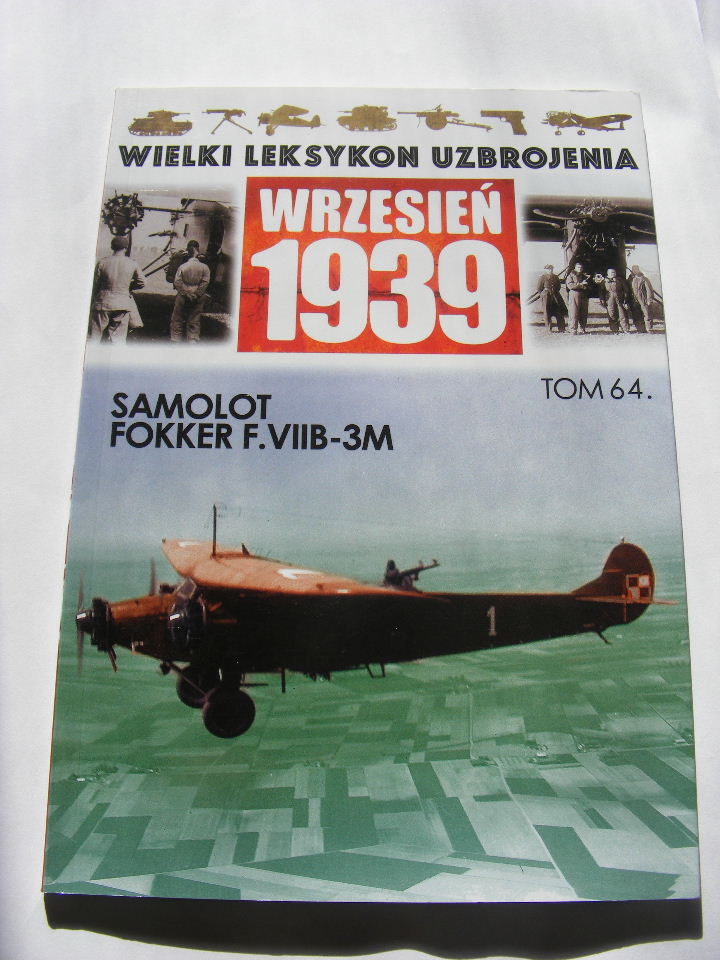 WIELKI LEKSYKON UZBROJENIA
WRZESIEŃ
1939
TOM 64.
SAMOLOT
FOKKER F.VIIB-3M
1